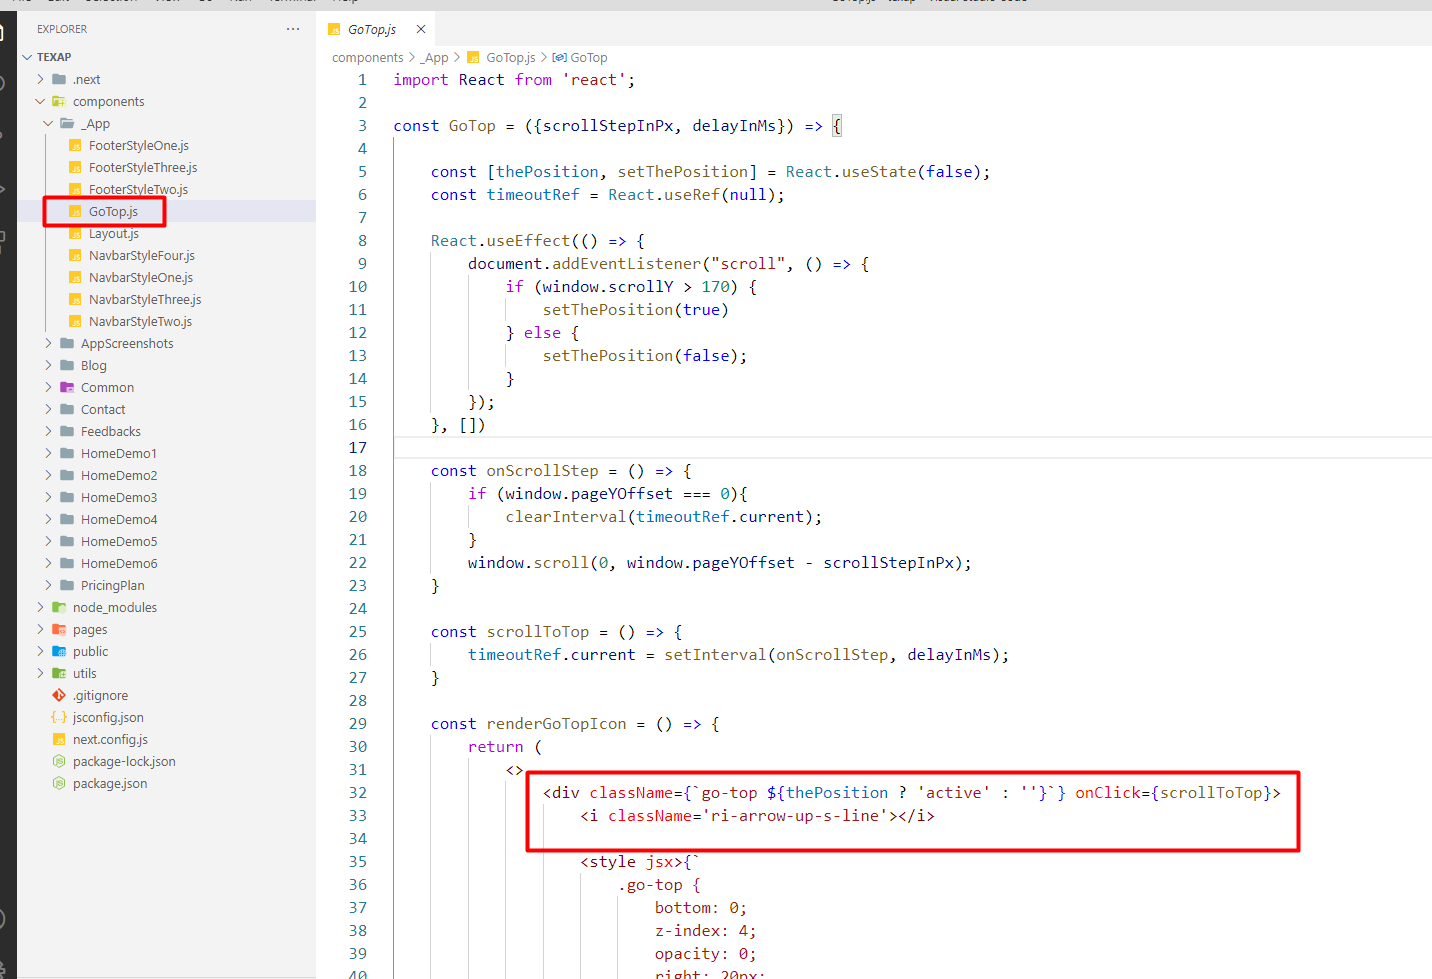 EXPLORER
TEXAP
.next
components
_App
FooterStyleOne.js
FooterStyleThree.js
FooterStyleTwo.js
GoTop.js
Layout.js
NavbarStyleFour.js
NavbarStyleOne.js
NavbarStyleThree.js
NavbarStyleTwo.js
AppScreenshots
Blog
Common
Contact
Feedbacks
HomeDemo1
HomeDemo2
HomeDemo3
HomeDemo4
HomeDemo5
HomeDemo6
PricingPlan
node_modules
pages
public
utils
.gitignore
jsconfig.json
next.config.js
package-lock.json
package.json
GoTop.js
components > _App > GoTop.js > GoTop
1 import React from 'react';
2
3 const GoTop = ({scrollStepInPx, delayInMs}) => {
4
5 const [thePosition, setThePosition] = React.useState(false);
6 const timeoutRef = React.useRef(null);
7
8 React.useEffect(() => {
9 document.addEventListener("scroll", () => {
10 if (window.scrollY > 170) {
11 setThePosition(true)
12 } else {
13 setThePosition(false);
14 }
15 });
16 }, [])
17
18 const onScrollStep = () => {
19 if (window.pageYOffset === 0){
20 clearInterval(timeoutRef.current);
21 }
22 window.scroll(0, window.pageYOffset - scrollStepInPx);
23 }
24
25 const scrollToTop = () => {
26 timeoutRef.current = setInterval(onScrollStep, delayInMs);
27 }
28
29 const renderGoTopIcon = () => {
30 return (
31 <>
32 <div className={`go-top ${thePosition ? 'active' : ''}`} onClick={scrollToTop}>
33 <i className='ri-arrow-up-s-line'></i>
34
35 <style jsx>{`
36 .go-top {
37 bottom: 0;
38 z-index: 4;
39 opacity: 0;
40 right: 20px;